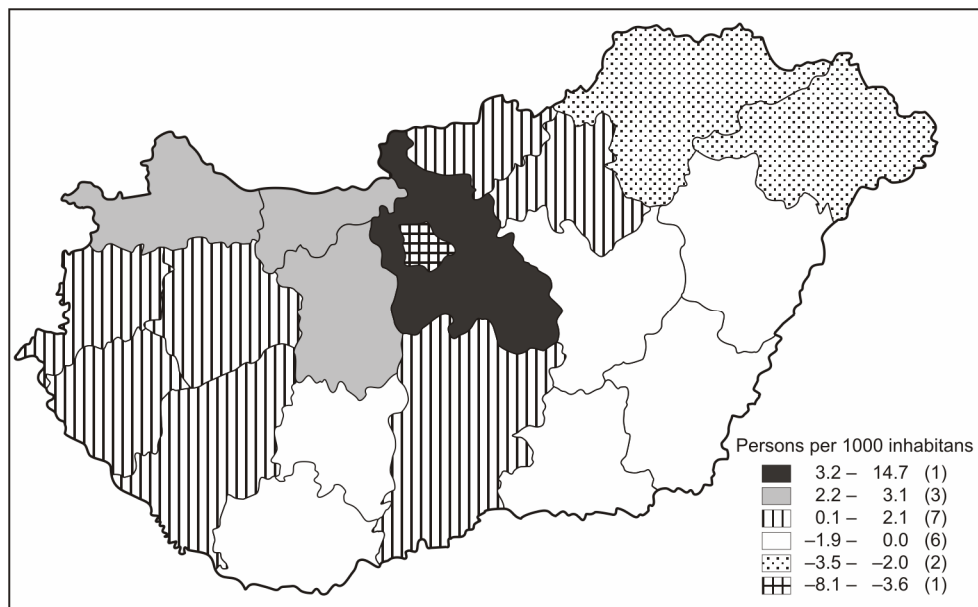 Persons per 1000 inhabitans
3.2 – 14.7 (1)
2.2 – 3.1 (3)
0.1 – 2.1 (7)
–1.9 – 0.0 (6)
–3.5 – –2.0 (2)
–8.1 – –3.6 (1)